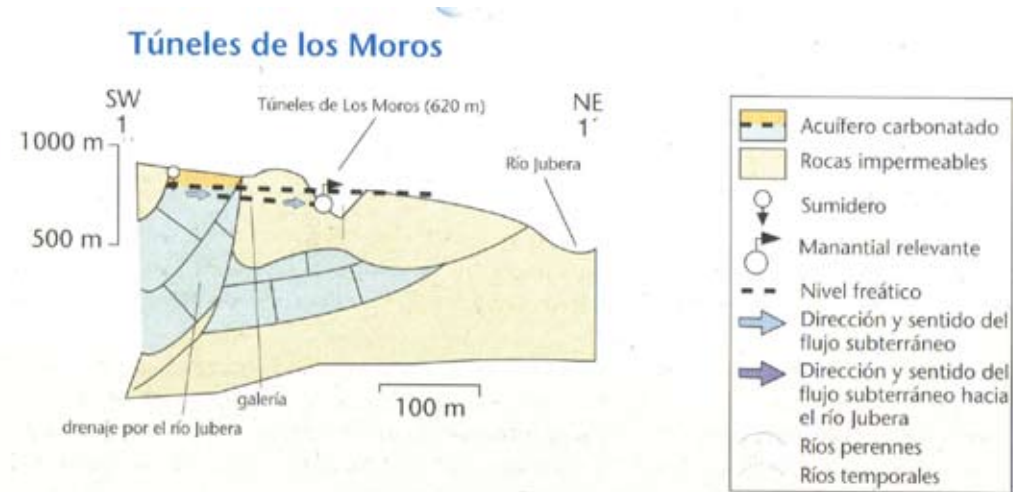 Túneles de los Moros
SW
1
Túneles de Los Moros (620 m)
NE
1'
1000 m
Río Jubera
500 m
galería
100 m
drenaje por el río Jubera
Acuífero carbonatado
Rocas impermeables
Sumidero
Manantial relevante
Nivel freático
Dirección y sentido del
flujo subterráneo
Dirección y sentido del
flujo subterráneo hacia
el río Jubera
Ríos perennes
Ríos temporales